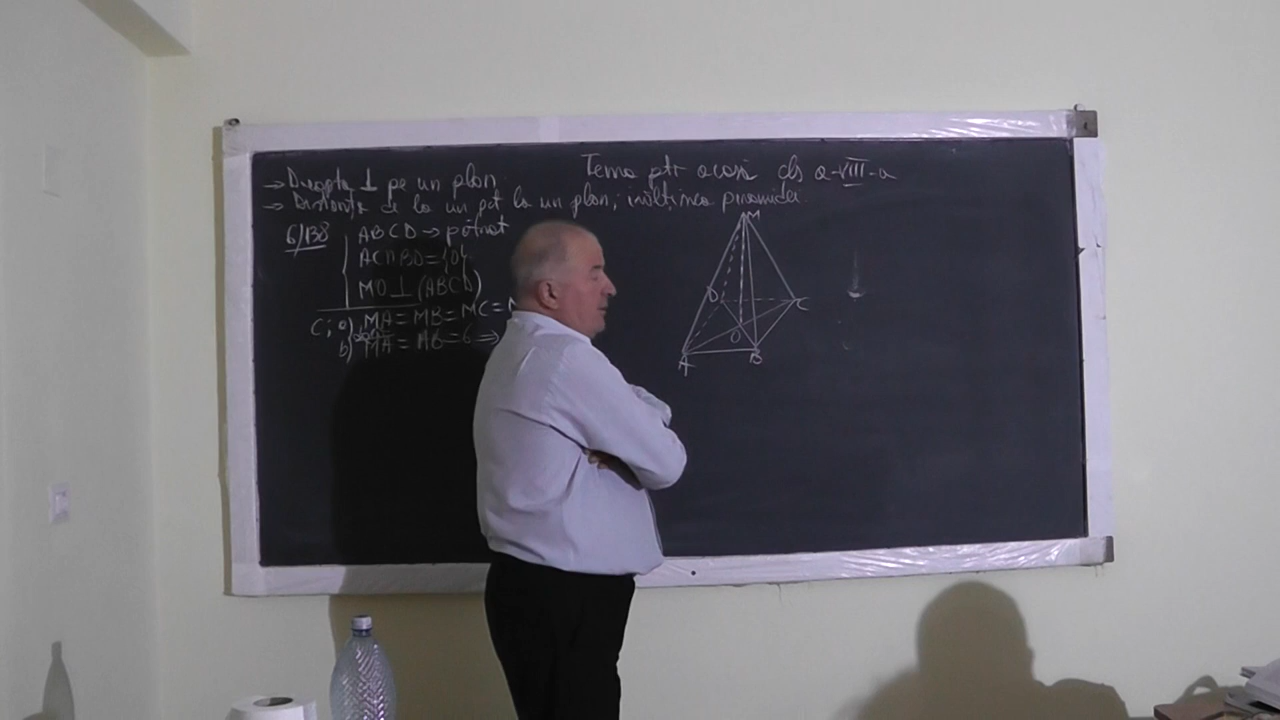 Tema ptr acasă cls a-VIII-a
→ Dreapta ⊥ pe un plan
→ Distanța de la un pct la un plan; înălțimea piramidei
6/138 ABCD → pătrat
AC∩BD={O}
MO⊥(ABCD)
C; a) MA=MB=MC=
b) MA = AB=6 ⇒
M
D C
O
A B